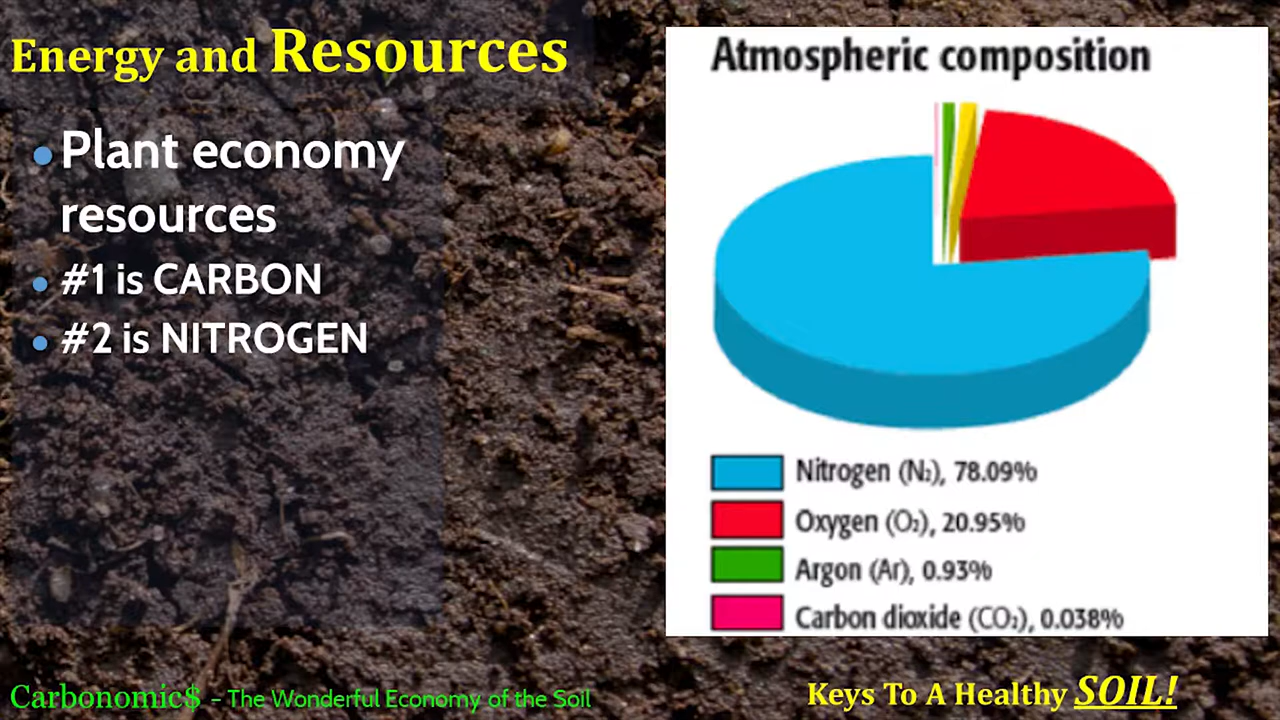 Energy and Resources
Plant economy
resources
#1 is CARBON
#2 is NITROGEN
Atmospheric composition
Nitrogen (N₂), 78.09%
Oxygen (O₂), 20.95%
Argon (Ar), 0.93%
Carbon dioxide (CO₂), 0.038%
Carbonomic$ – The Wonderful Economy of the Soil
Keys To A Healthy SOIL!